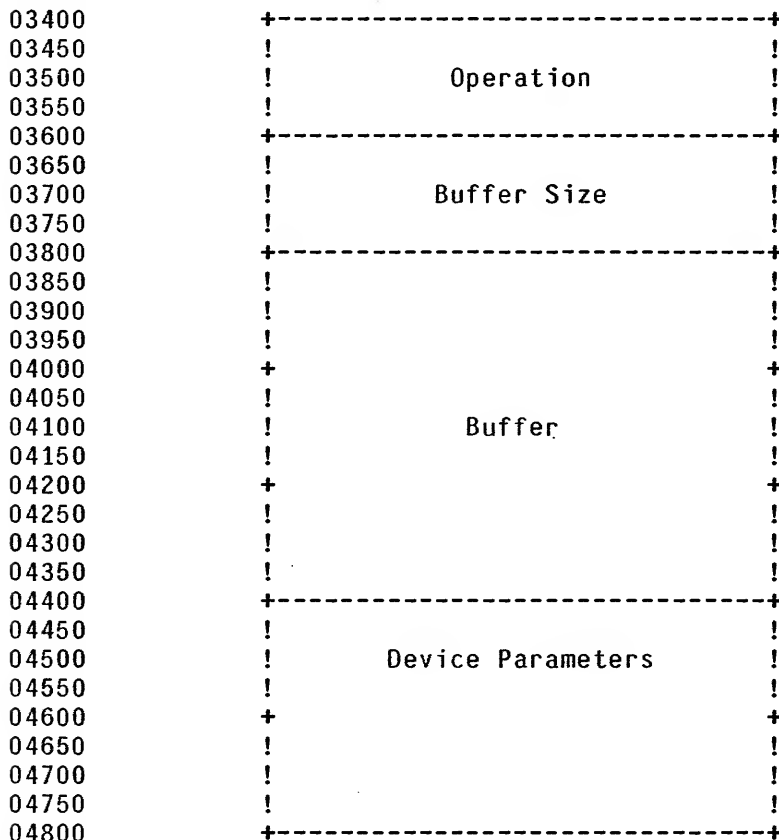 03400 +-----------------------------------+
03450 ! !
03500 ! Operation !
03550 ! !
03600 +-----------------------------------+
03650 ! !
03700 ! Buffer Size !
03750 ! !
03800 +-----------------------------------+
03850 ! !
03900 ! !
03950 ! !
04000 + +
04050 ! !
04100 ! Buffer !
04150 ! !
04200 + +
04250 ! !
04300 ! !
04350 ! !
04400 +-----------------------------------+
04450 ! !
04500 ! Device Parameters !
04550 ! !
04600 + +
04650 ! !
04700 ! !
04750 ! !
04800 +-----------------------------------+